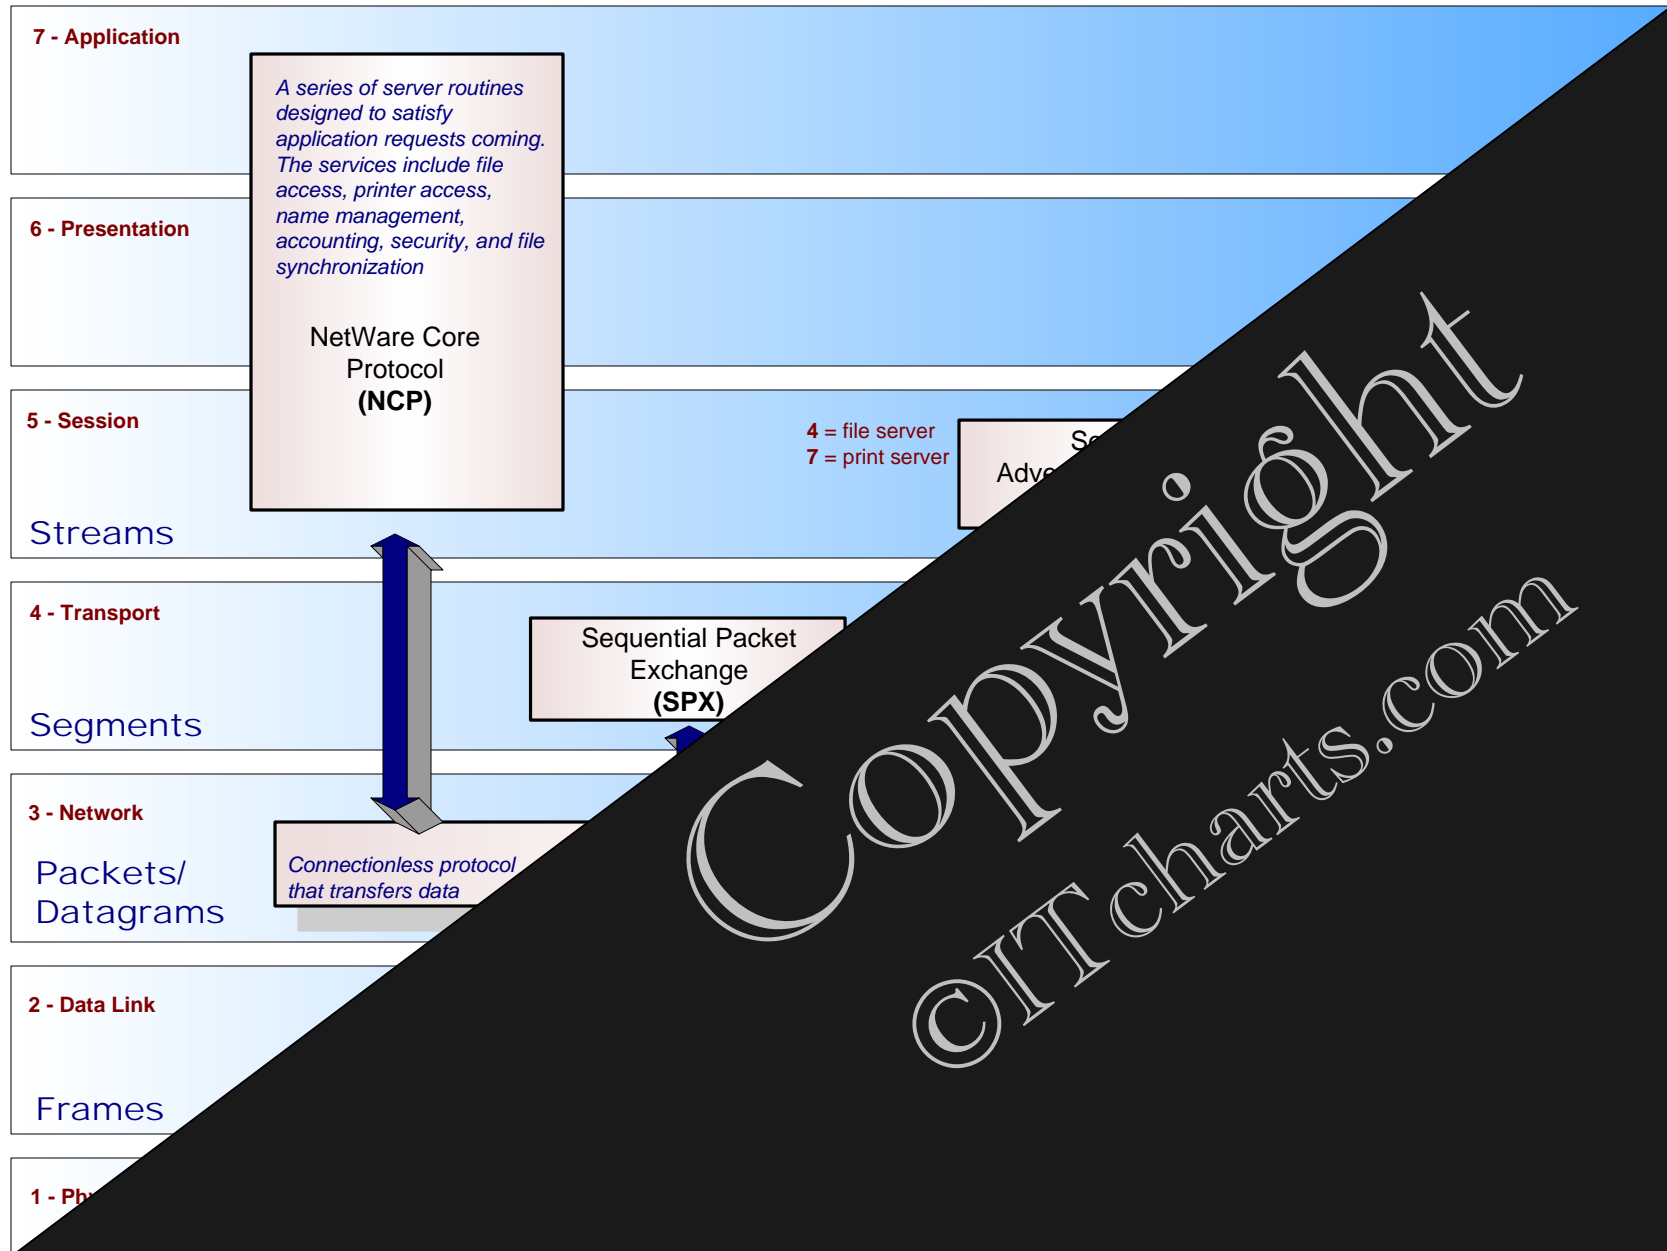 7 - Application
A series of server routines
designed to satisfy
application requests coming.
The services include file
access, printer access,
name management,
accounting, security, and file
synchronization
6 - Presentation
NetWare Core
Protocol
(NCP)
5 - Session
4 = file server
7 = print server
Streams
4 - Transport
Sequential Packet
Exchange
(SPX)
Segments
3 - Network
Packets/
Datagrams
Connectionless protocol
that transfers data
2 - Data Link
Frames
1 -
Copyright
©ITcharts.com